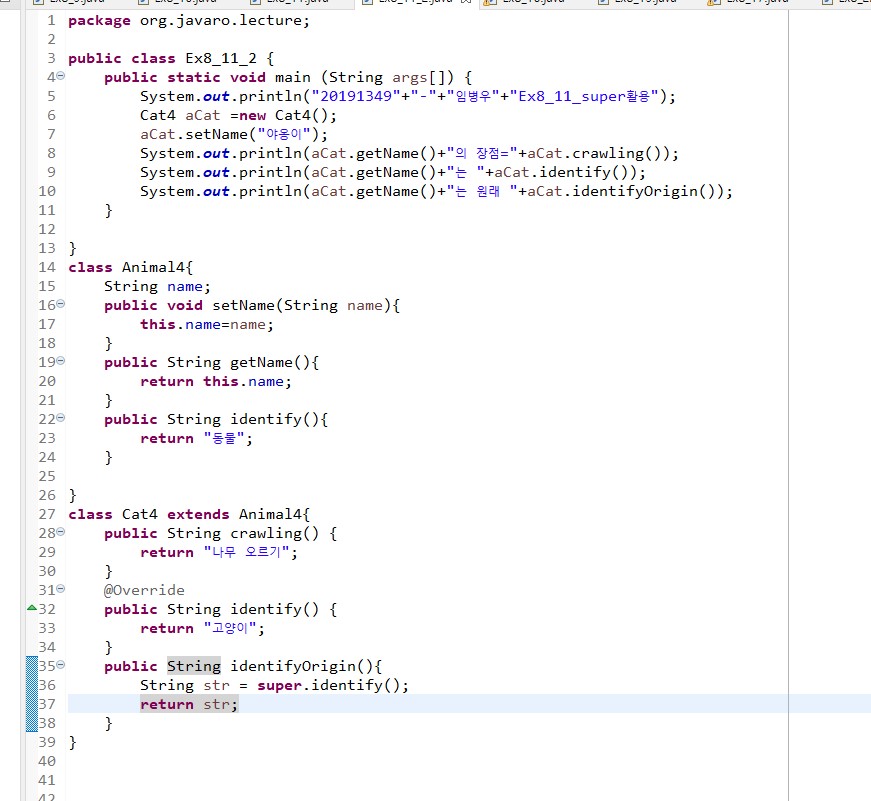 1 package org.javaro.lecture;
2
3 public class Ex8_11_2 {
4 public static void main (String args[]) {
5 System.out.println("20191349"+"-"+"임병우"+"Ex8_11_super활용");
6 Cat4 aCat =new Cat4();
7 aCat.setName("야옹이");
8 System.out.println(aCat.getName()+"의 장점="+aCat.crawling());
9 System.out.println(aCat.getName()+"는 "+aCat.identify());
10 System.out.println(aCat.getName()+"는 원래 "+aCat.identifyOrigin());
11 }
12
13 }
14 class Animal4{
15 String name;
16 public void setName(String name){
17 this.name=name;
18 }
19 public String getName(){
20 return this.name;
21 }
22 public String identify(){
23 return "동물";
24 }
25
26 }
27 class Cat4 extends Animal4{
28 public String crawling() {
29 return "나무 오르기";
30 }
31 @Override
32 public String identify() {
33 return "고양이";
34 }
35 public String identifyOrigin(){
36 String str = super.identify();
37 return str;
38 }
39 }
40
41
42